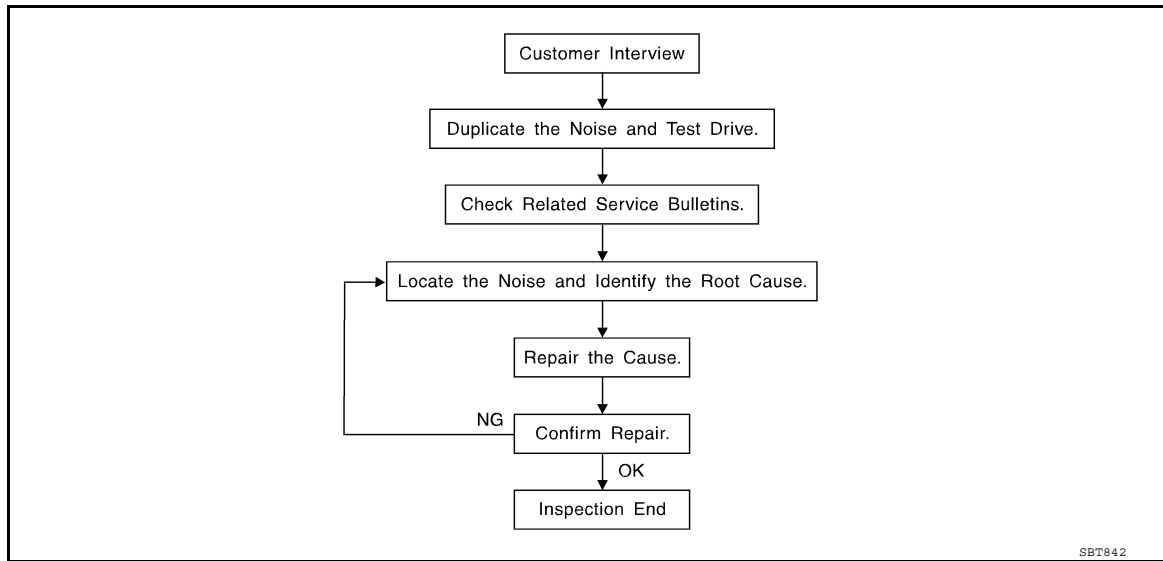 Customer Interview
Duplicate the Noise and Test Drive.
Check Related Service Bulletins.
Locate the Noise and Identify the Root Cause.
Repair the Cause.
NG
Confirm Repair.
OK
Inspection End
SBT842